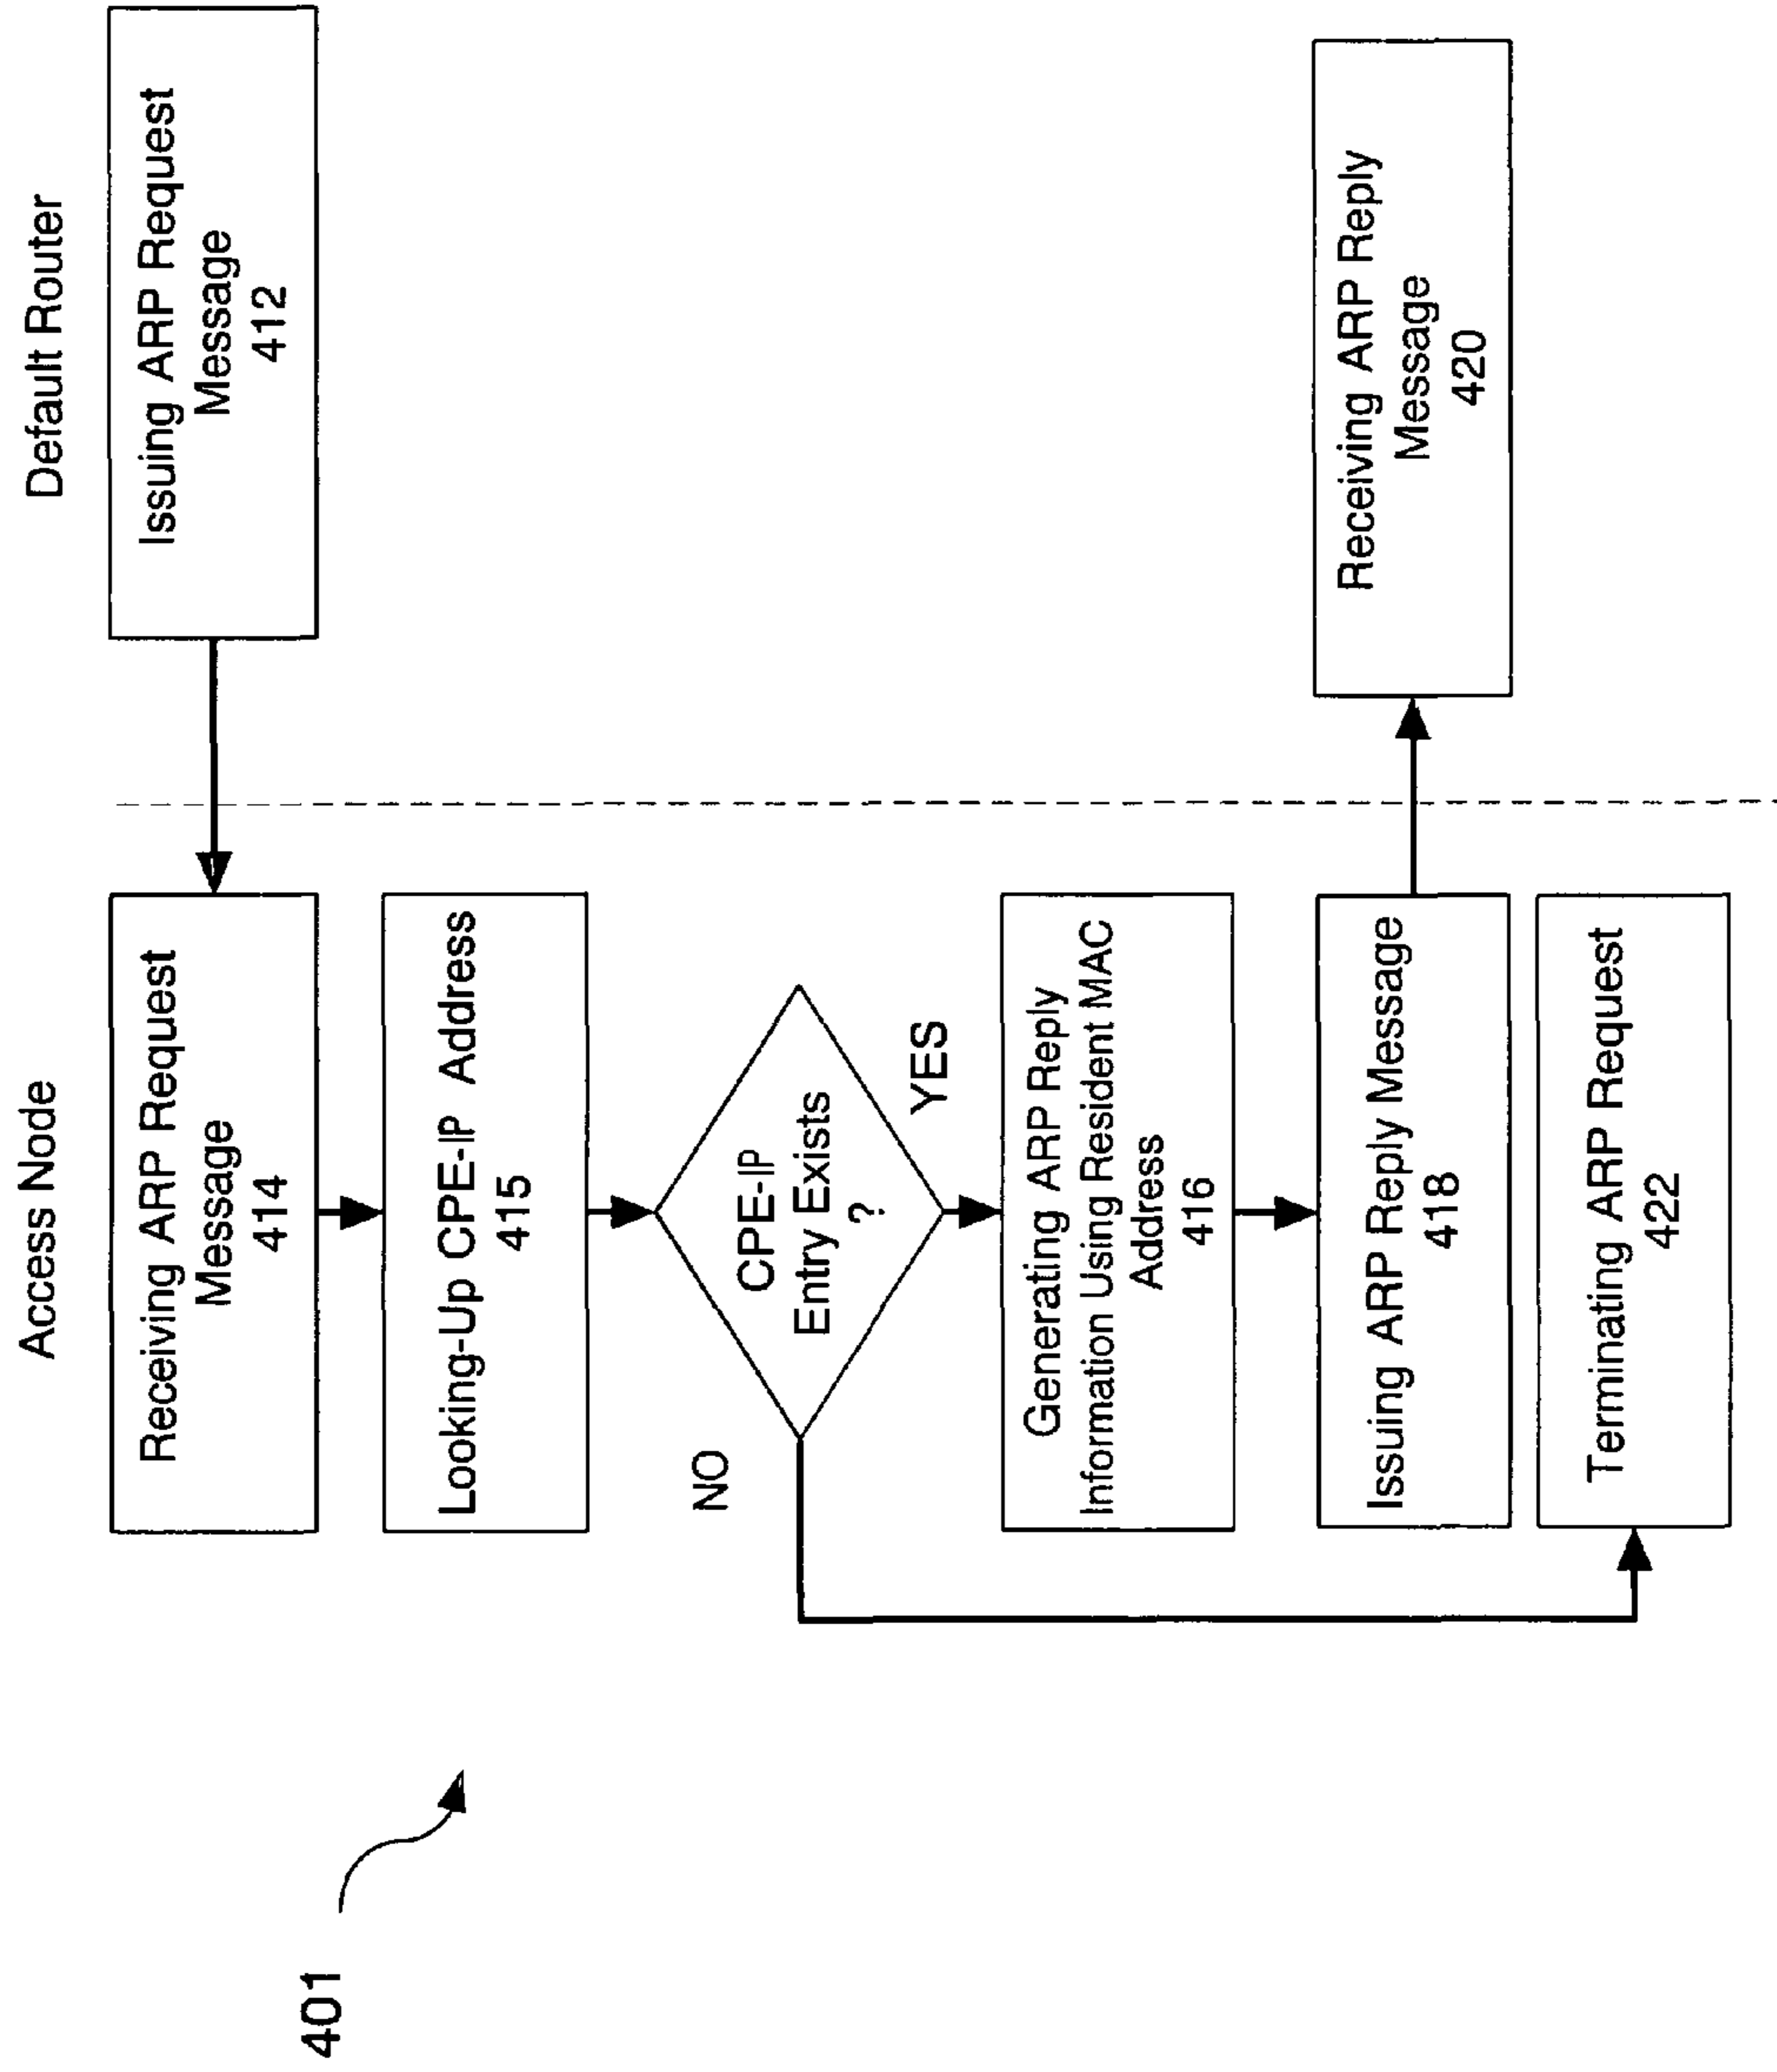 Access Node
Default Router
Issuing ARP Request
Message
412
Receiving ARP Request
Message
414
Looking-Up CPE-IP Address
415
CPE-IP
Entry Exists
?
NO
YES
Generating ARP Reply
Information Using Resident MAC
Address
416
Issuing ARP Reply Message
418
Receiving ARP Reply
Message
420
Terminating ARP Request
422
401